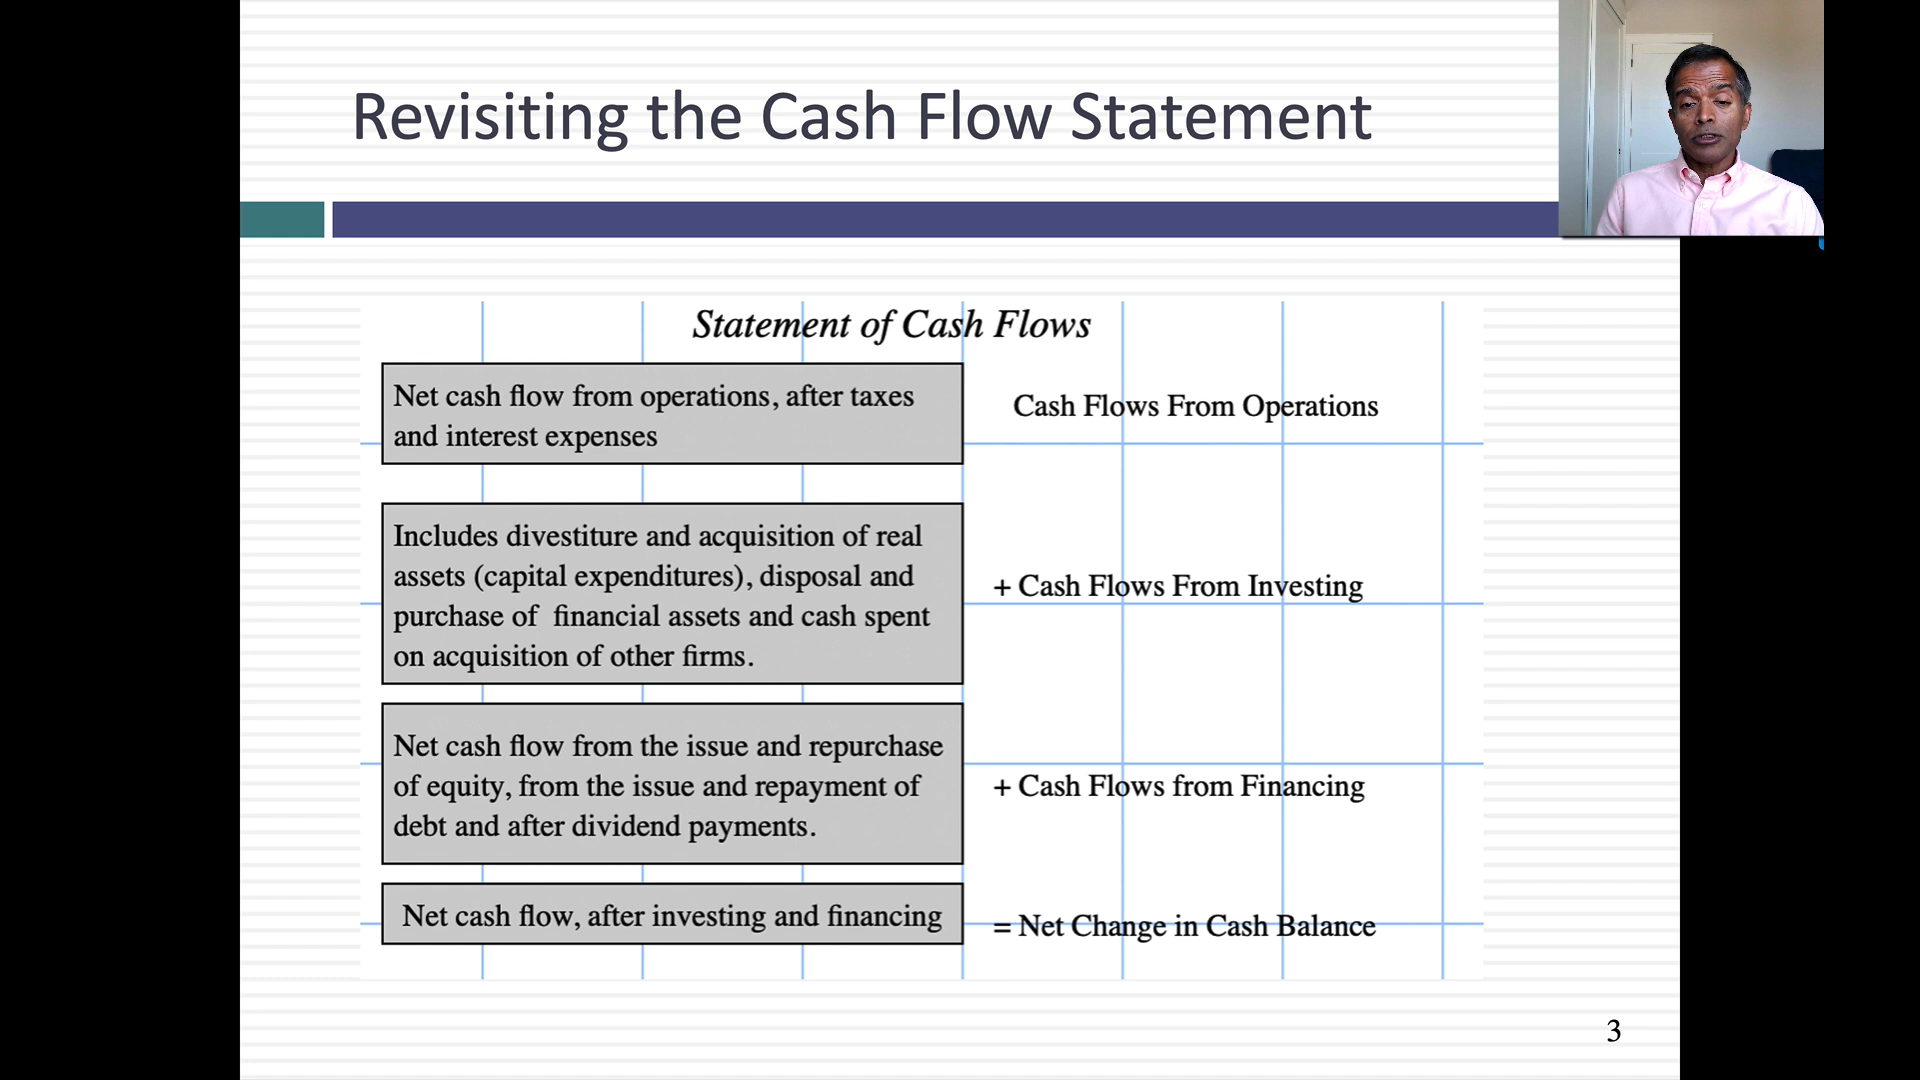 Revisiting the Cash Flow Statement
Statement of Cash Flows
Net cash flow from operations, after taxes
and interest expenses
Cash Flows From Operations
Includes divestiture and acquisition of real
assets (capital expenditures), disposal and
purchase of financial assets and cash spent
on acquisition of other firms.
+ Cash Flows From Investing
Net cash flow from the issue and repurchase
of equity, from the issue and repayment of
debt and after dividend payments.
+ Cash Flows from Financing
Net cash flow, after investing and financing
= Net Change in Cash Balance
3